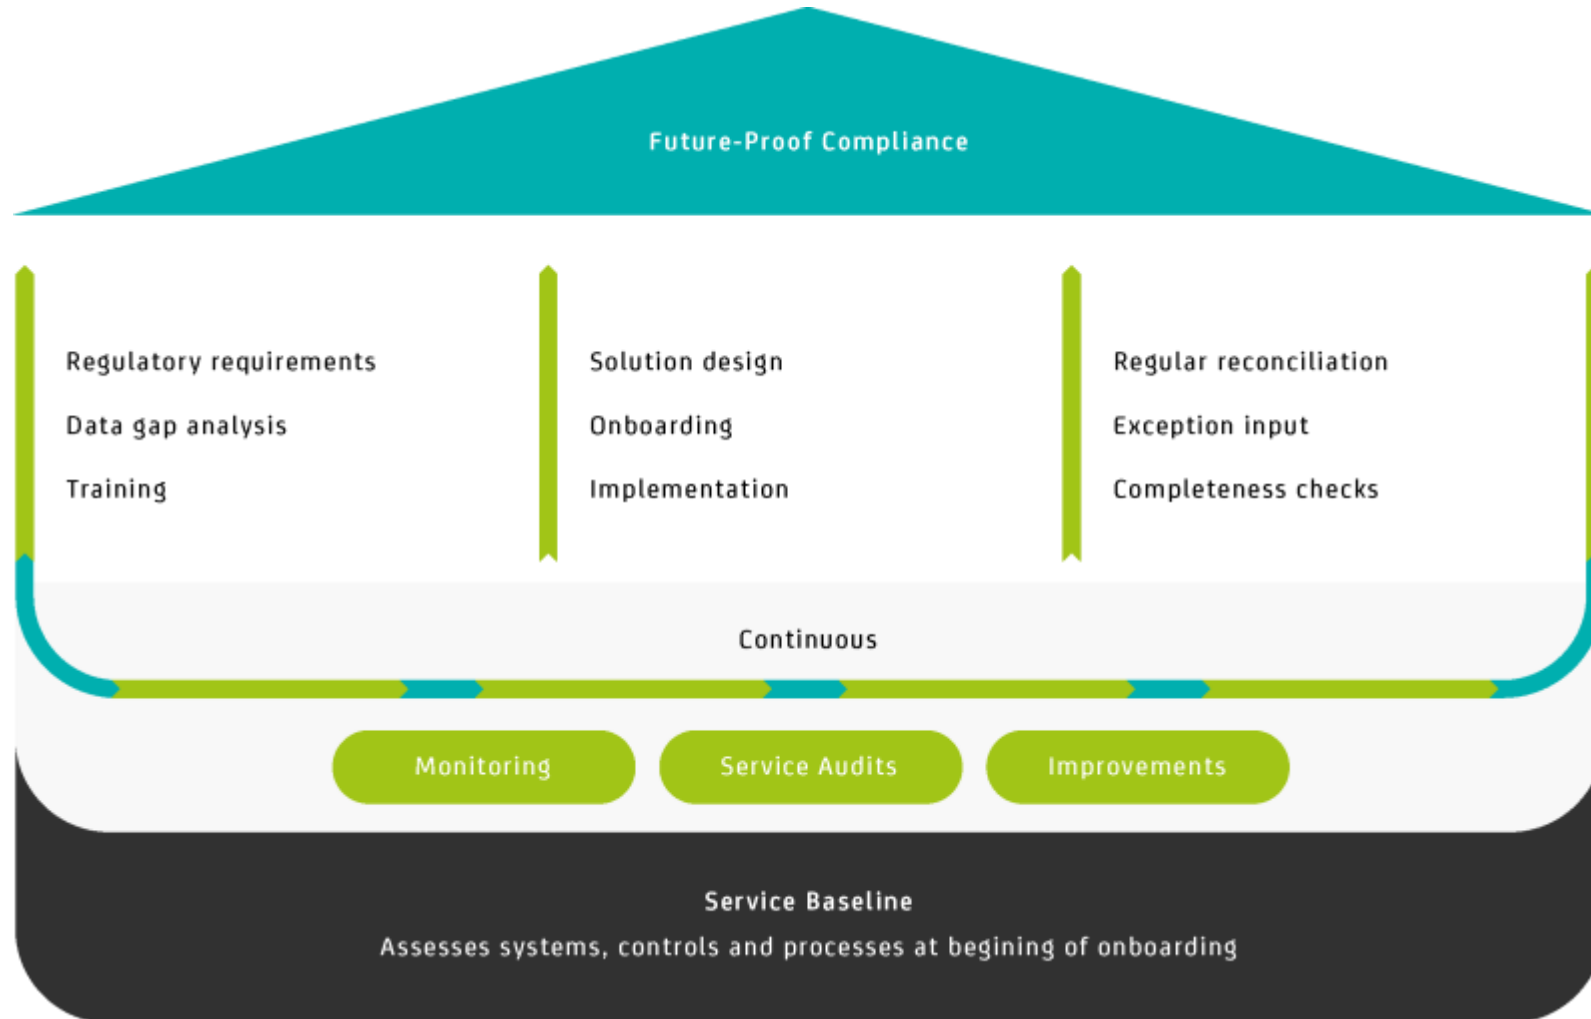 Future-Proof Compliance
Regulatory requirements
Data gap analysis
Training
Solution design
Onboarding
Implementation
Regular reconciliation
Exception input
Completeness checks
Continuous
Monitoring
Service Audits
Improvements
Service Baseline
Assesses systems, controls and processes at begining of onboarding